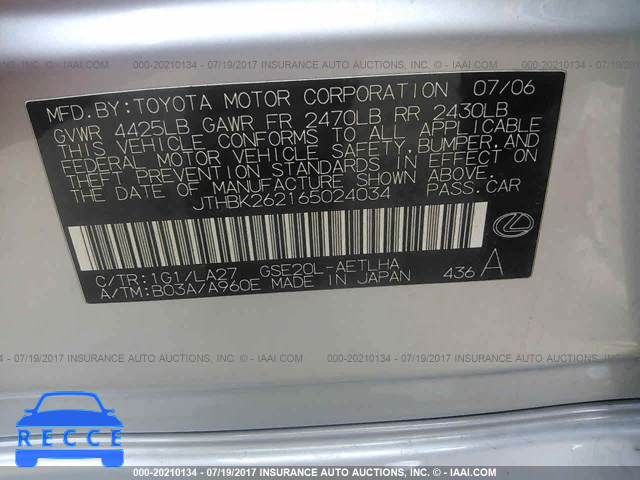 000-20210134 - 07/19/2017 INSURANCE AUTO AUCTIONS, INC. - © - IAAI.COM
MFD.BY:TOYOTA MOTOR CORPORATION 07/06
GVWR 4425LB GAWR FR 2470LB RR 2430LB
THIS VEHICLE CONFORMS TO ALL APPLICABLE
FEDERAL MOTOR VEHICLE SAFETY,BUMPER,AND
THEFT PREVENTION STANDARDS IN EFFECT ON
THE DATE OF MANUFACTURE SHOWN ABOVE.
JTHBK262165024034 PASS.CAR
C/TR:1G1/LA27 GSE20L-AETLHA
A/TM:B03A/A960E MADE IN JAPAN 436 A
000-20210134 - 07/19/2017 INSURANCE AUTO AUCTIONS, INC. - © - IAAI.COM
RECCE
000-20210134 - 07/19/2017 INSURANCE AUTO AUCTIONS, INC. - © - IAAI.COM